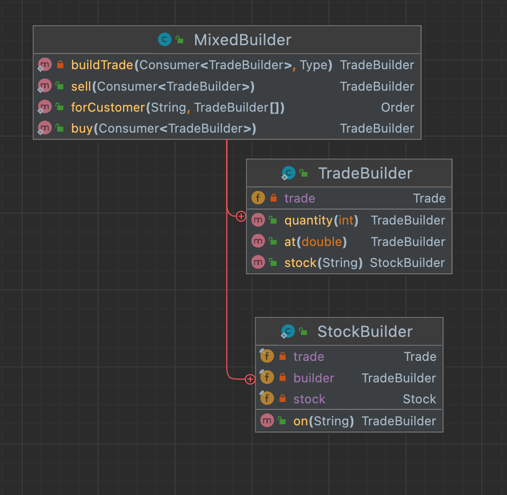 MixedBuilder
buildTrade(Consumer<TradeBuilder>, Type) TradeBuilder
sell(Consumer<TradeBuilder>) TradeBuilder
forCustomer(String, TradeBuilder[]) Order
buy(Consumer<TradeBuilder>) TradeBuilder
TradeBuilder
trade Trade
quantity(int) TradeBuilder
at(double) TradeBuilder
stock(String) StockBuilder
StockBuilder
trade Trade
builder TradeBuilder
stock Stock
on(String) TradeBuilder